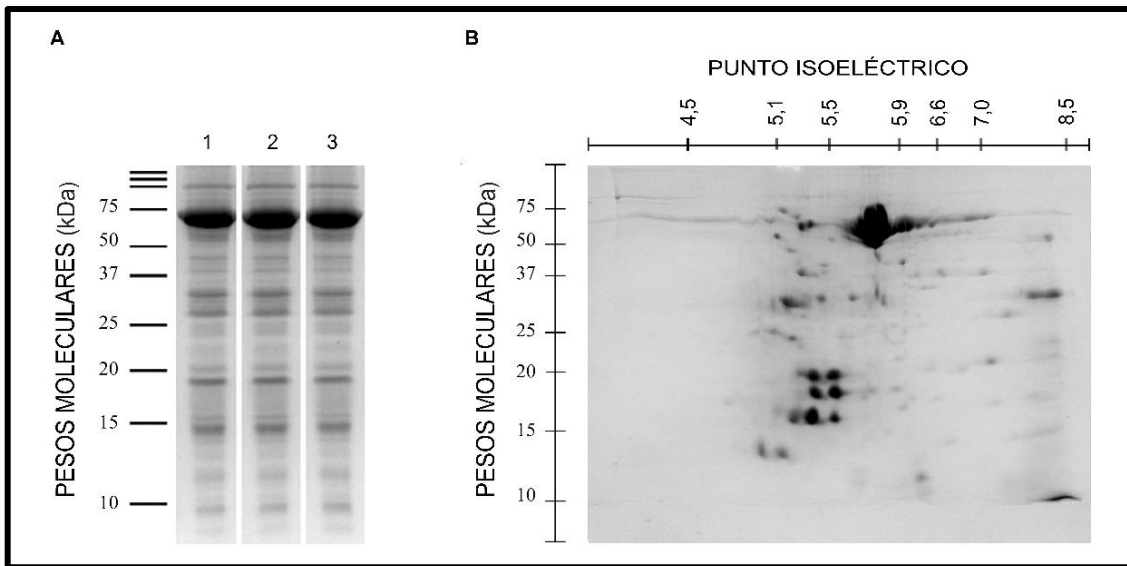 A
1 2 3
PESOS MOLECULARES (kDa)
75
50
37
25
20
15
10
B
PUNTO ISOELÉCTRICO
4,5 5,1 5,5 5,9 6,6 7,0 8,5
PESOS MOLECULARES (kDa)
75
50
37
25
20
15
10